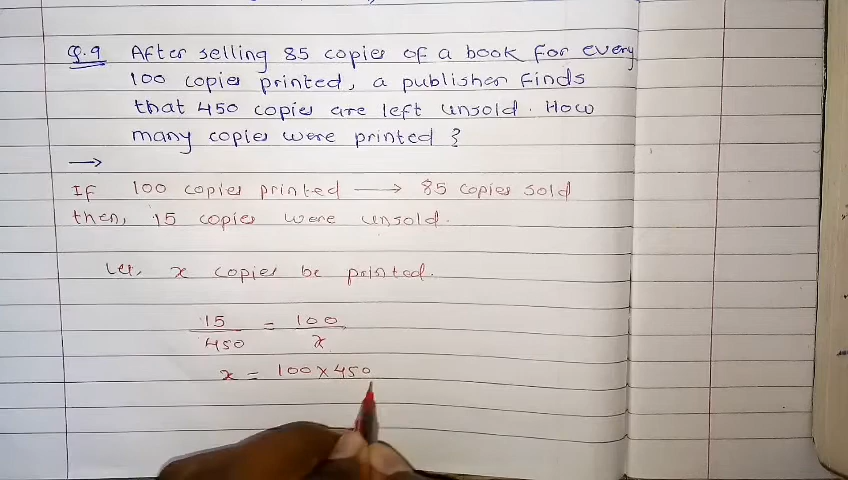 Q.9 After selling 85 copies of a book for every
100 copies printed, a publisher finds
that 450 copies are left unsold. How
many copies were printed?
→
If 100 copies printed → 85 copies sold
then, 15 copies were unsold.
Let, x copies be printed.
15/450 = 100/x
x = 100 × 450